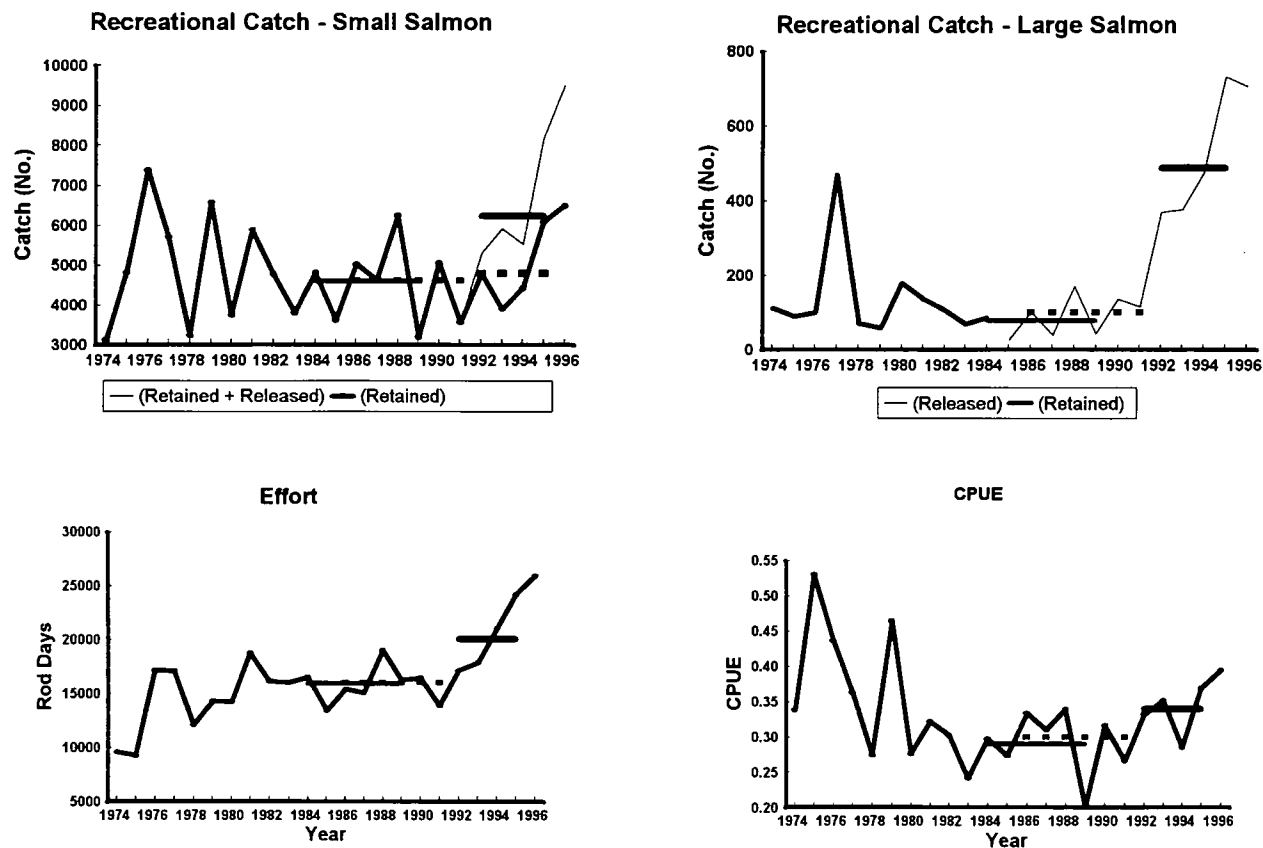 Recreational Catch - Small Salmon
Catch (No.)
10000
9000
8000
7000
6000
5000
4000
3000
1974 1976 1978 1980 1982 1984 1986 1988 1990 1992 1994 1996
(Retained + Released) (Retained)
Recreational Catch - Large Salmon
Catch (No.)
800
600
400
200
0
1974 1976 1978 1980 1982 1984 1986 1988 1990 1992 1994 1996
(Released) (Retained)
Effort
Rod Days
30000
25000
20000
15000
10000
5000
1974 1976 1978 1980 1982 1984 1986 1988 1990 1992 1994 1996
Year
CPUE
CPUE
0.55
0.50
0.45
0.40
0.35
0.30
0.25
0.20
1974 1976 1978 1980 1982 1984 1986 1988 1990 1992 1994 1996
Year